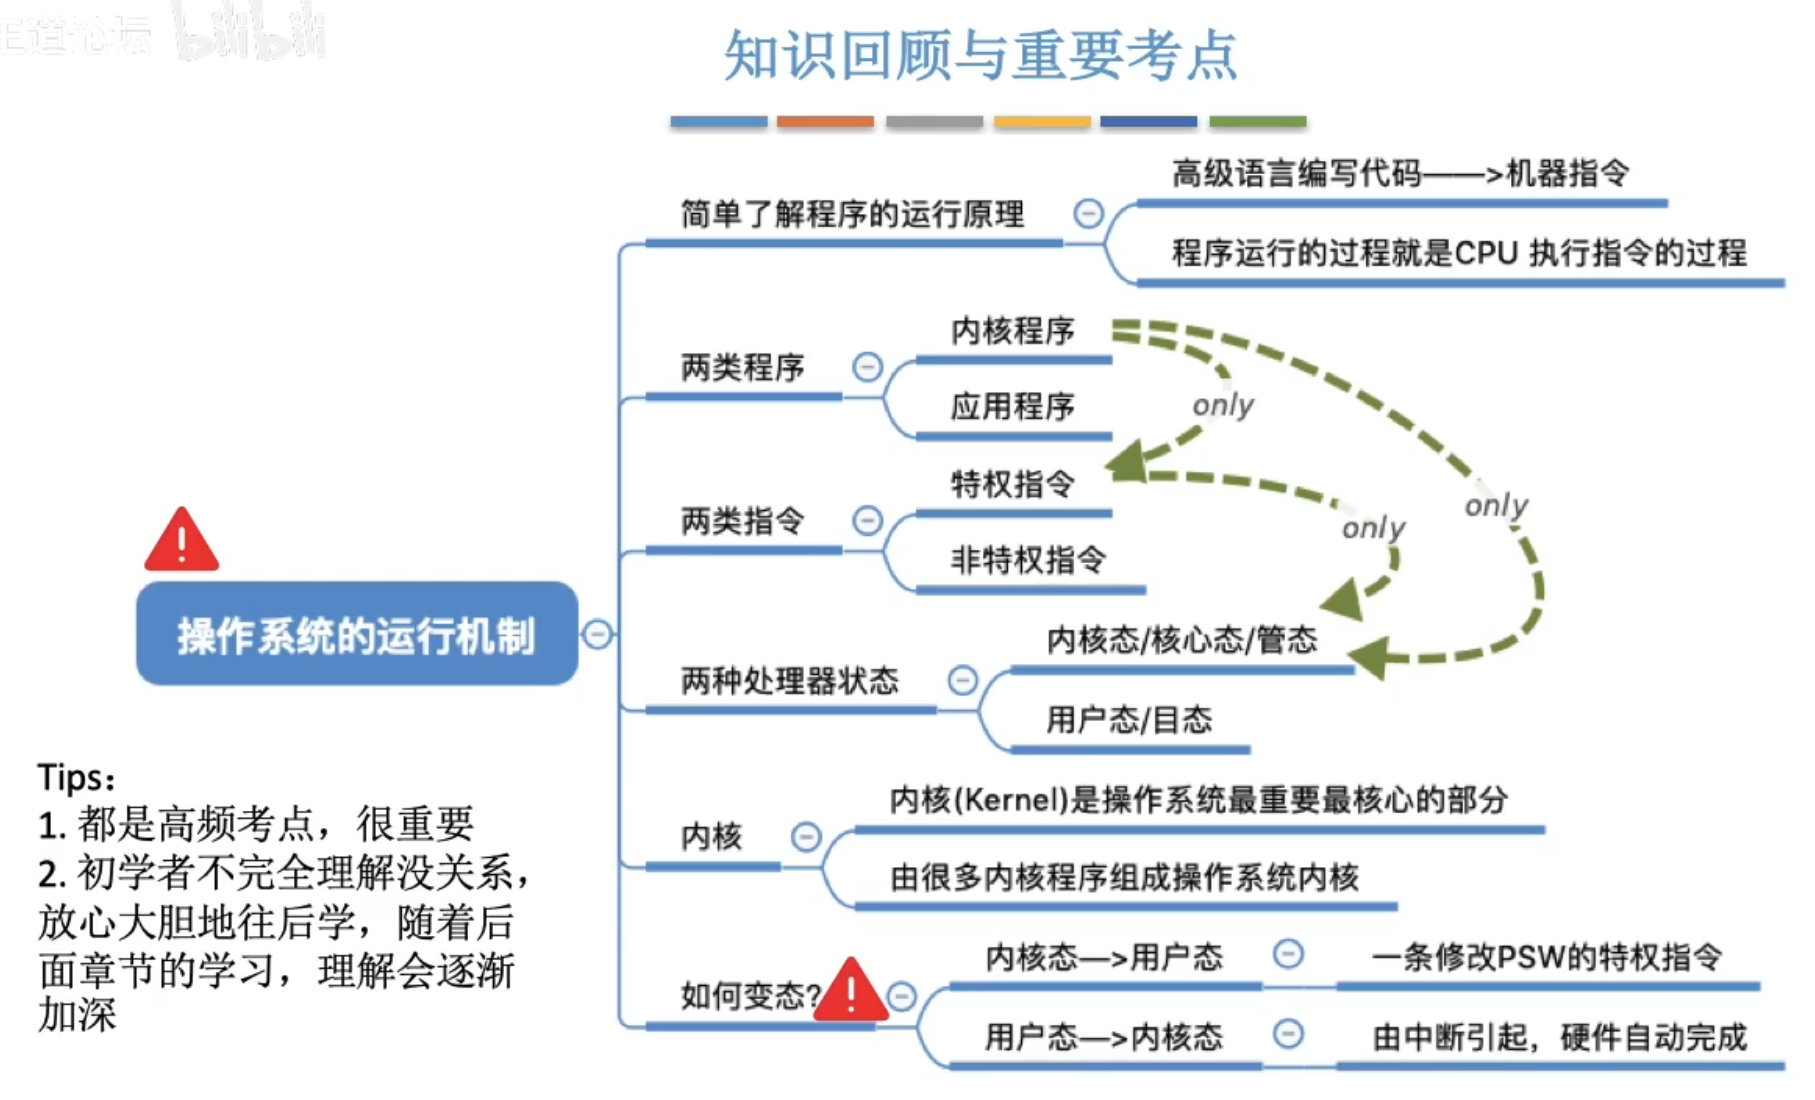 王道论坛 bilibili
知识回顾与重要考点
高级语言编写代码——>机器指令
简单了解程序的运行原理
程序运行的过程就是CPU 执行指令的过程
内核程序
两类程序
应用程序
only
特权指令
两类指令
only
only
非特权指令
操作系统的运行机制
内核态/核心态/管态
两种处理器状态
用户态/目态
Tips：
1. 都是高频考点，很重要
2. 初学者不完全理解没关系，
放心大胆地往后学，随着后
面章节的学习，理解会逐渐
加深
内核(Kernel)是操作系统最重要最核心的部分
内核
由很多内核程序组成操作系统内核
内核态—>用户态
一条修改PSW的特权指令
如何变态?
用户态—>内核态
由中断引起，硬件自动完成